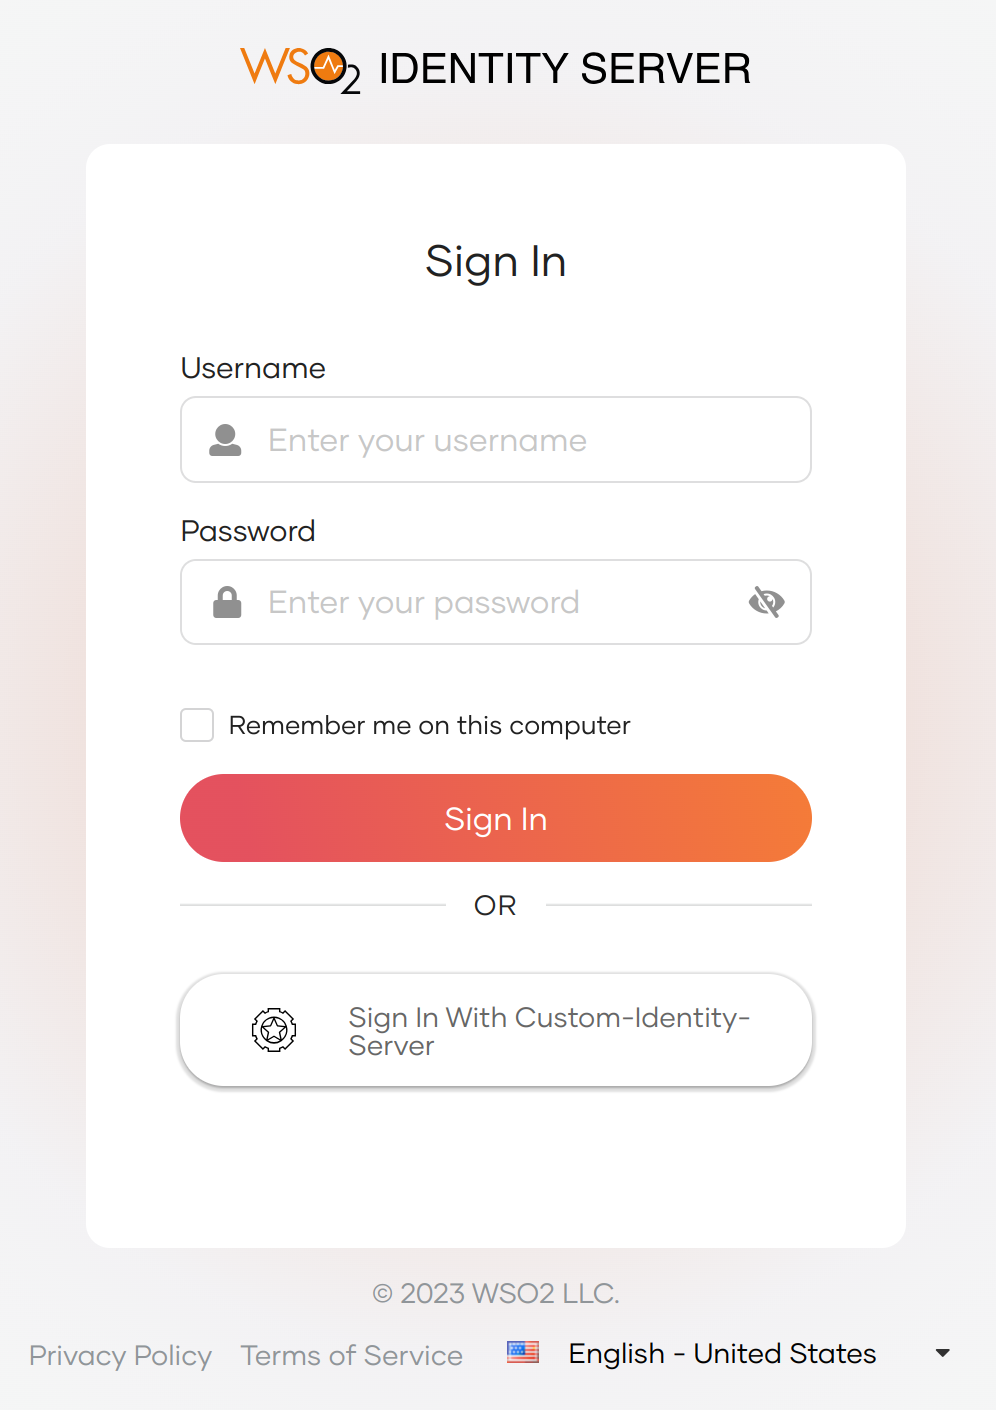 WSO2 IDENTITY SERVER
Sign In
Username
Enter your username
Password
Enter your password
Remember me on this computer
Sign In
OR
Sign In With Custom-Identity-
Server
© 2023 WSO2 LLC.
Privacy Policy Terms of Service English - United States